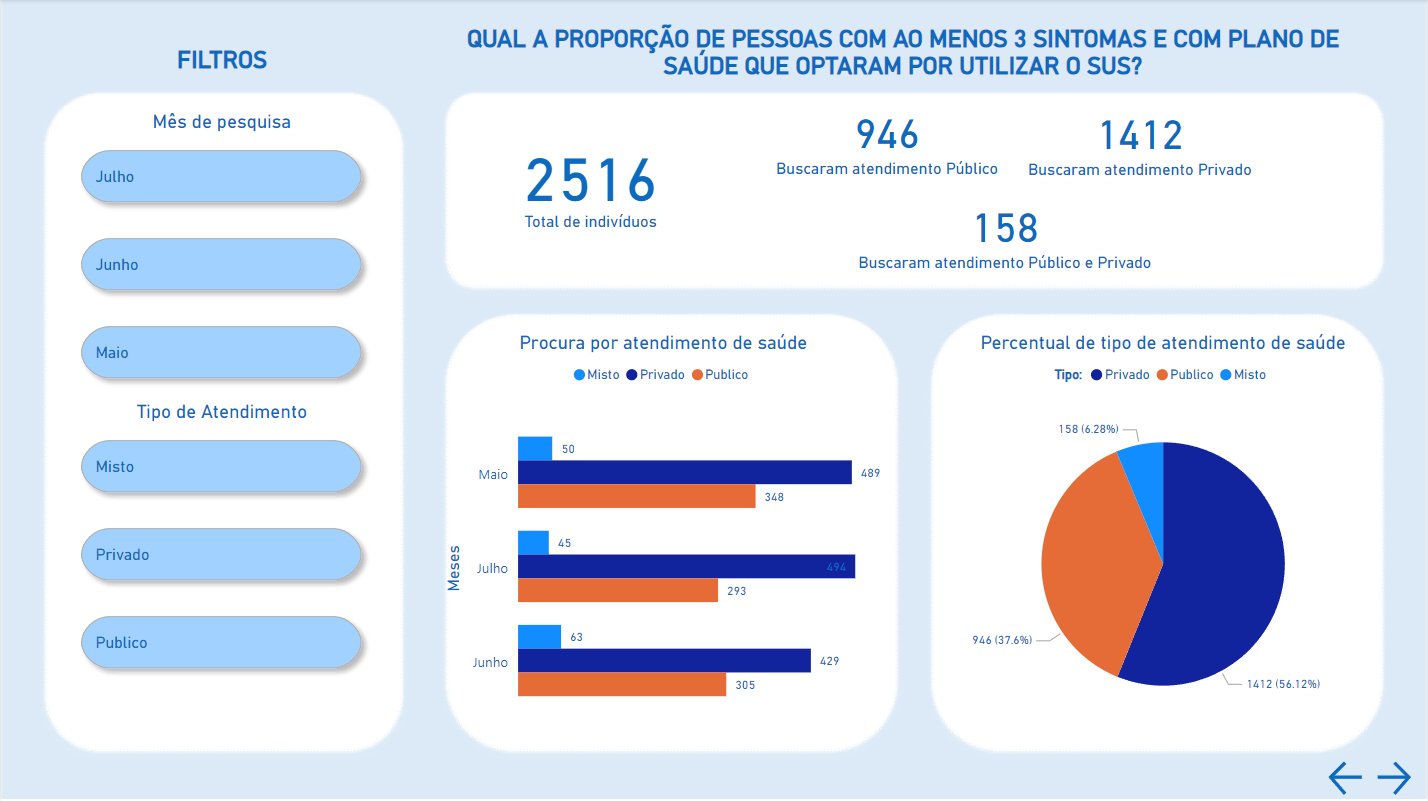 FILTROS
QUAL A PROPORÇÃO DE PESSOAS COM AO MENOS 3 SINTOMAS E COM PLANO DE
SAÚDE QUE OPTARAM POR UTILIZAR O SUS?
Mês de pesquisa
Julho
Junho
Maio
Tipo de Atendimento
Misto
Privado
Publico
2516
Total de indivíduos
946
Buscaram atendimento Público
1412
Buscaram atendimento Privado
158
Buscaram atendimento Público e Privado
Procura por atendimento de saúde
Misto Privado Publico
Meses
Maio
50
489
348
Julho
45
494
293
Junho
63
429
305
Percentual de tipo de atendimento de saúde
Tipo: Privado Publico Misto
158 (6.28%)
946 (37.6%)
1412 (56.12%)